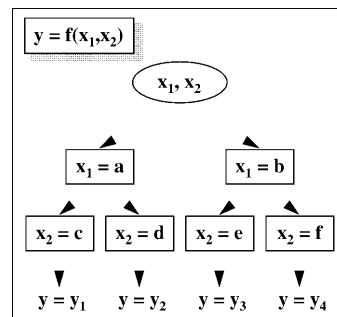 y = f(x₁,x₂)
x₁, x₂
x₁ = a x₁ = b
x₂ = c x₂ = d x₂ = e x₂ = f
y = y₁ y = y₂ y = y₃ y = y₄